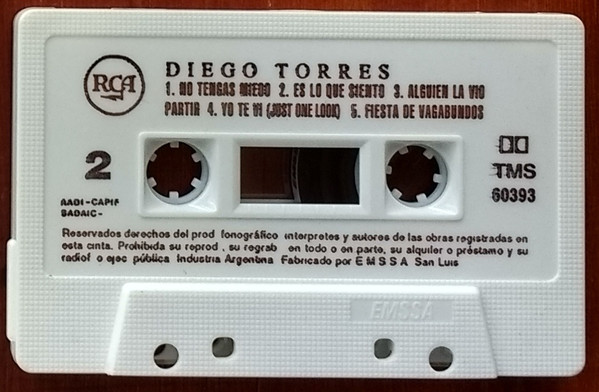 RCA
DIEGO TORRES
1. NO TENGAS MIEDO 2. ES LO QUE SIENTO 3. ALGUIEN LA VIO
PARTIR 4. YO TE VI (JUST ONE LOOK) 5. FIESTA DE VAGABUNDOS
2
TMS
60393
AADI-CAPIF
SADAIC-
Reservados derechos del prod fonográfico interpretes y autores de las obras registradas en
esta cinta. Prohibida su reprod , su regrab en todo o en parte, su alquiler o préstamo y su
radiof o ejec pública Industria Argentina Fabricado por E M S S A San Luis
EMSSA